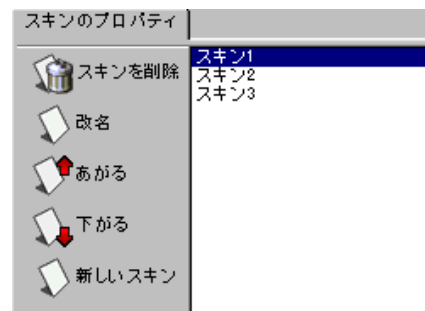 スキンのプロパティ
スキンを削除
改名
あがる
下がる
新しいスキン
スキン1
スキン2
スキン3